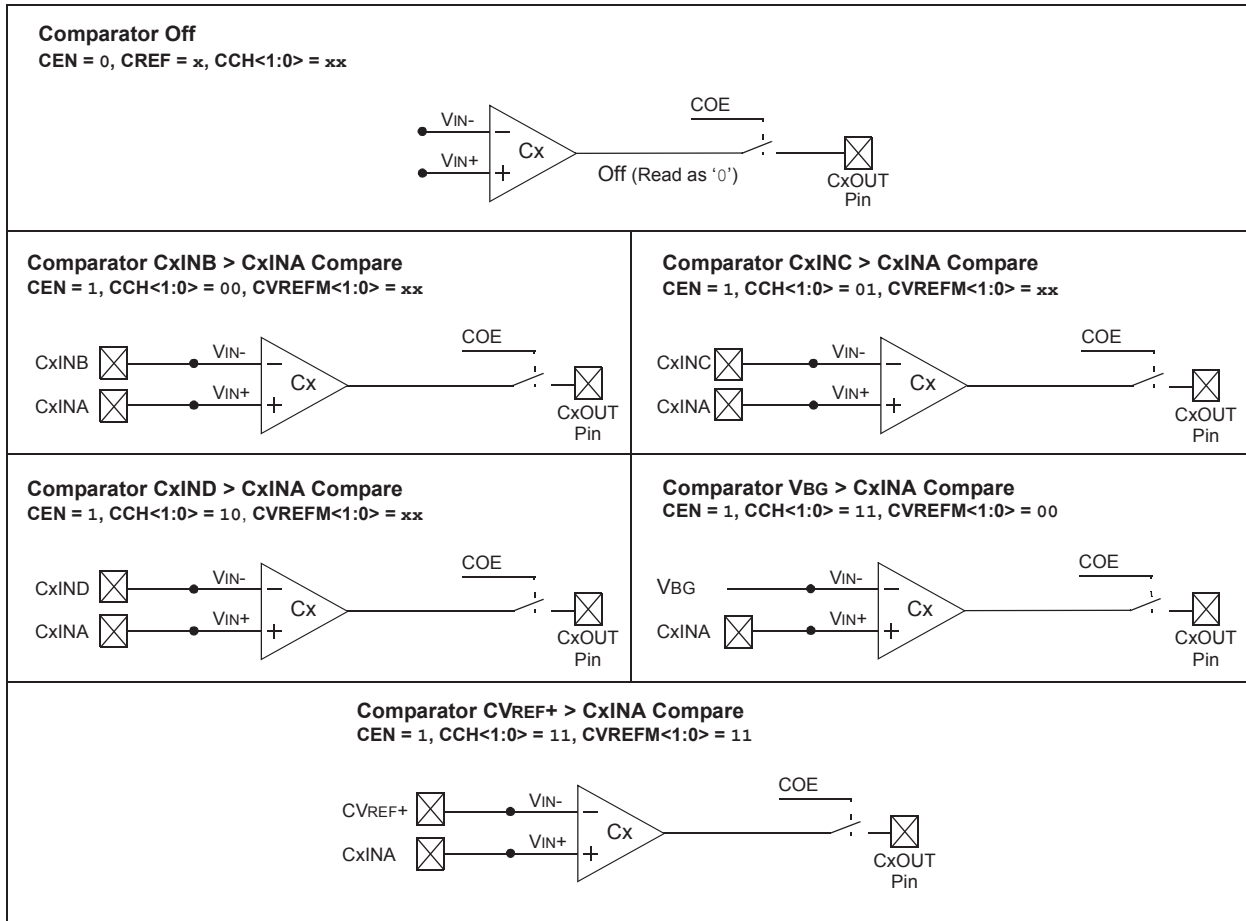 Comparator Off
CEN = 0, CREF = x, CCH<1:0> = xx
COE
VIN-
VIN+
Cx
Off (Read as ‘0’)
CxOUT
Pin
Comparator CxINB > CxINA Compare
CEN = 1, CCH<1:0> = 00, CVREFM<1:0> = xx
COE
CxINB
VIN-
CxINA
VIN+
Cx
CxOUT
Pin
Comparator CxINC > CxINA Compare
CEN = 1, CCH<1:0> = 01, CVREFM<1:0> = xx
COE
CxINC
VIN-
CxINA
VIN+
Cx
CxOUT
Pin
Comparator CxIND > CxINA Compare
CEN = 1, CCH<1:0> = 10, CVREFM<1:0> = xx
COE
CxIND
VIN-
CxINA
VIN+
Cx
CxOUT
Pin
Comparator VBG > CxINA Compare
CEN = 1, CCH<1:0> = 11, CVREFM<1:0> = 00
COE
VBG
VIN-
CxINA
VIN+
Cx
CxOUT
Pin
Comparator CVREF+ > CxINA Compare
CEN = 1, CCH<1:0> = 11, CVREFM<1:0> = 11
COE
CVREF+
VIN-
CxINA
VIN+
Cx
CxOUT
Pin